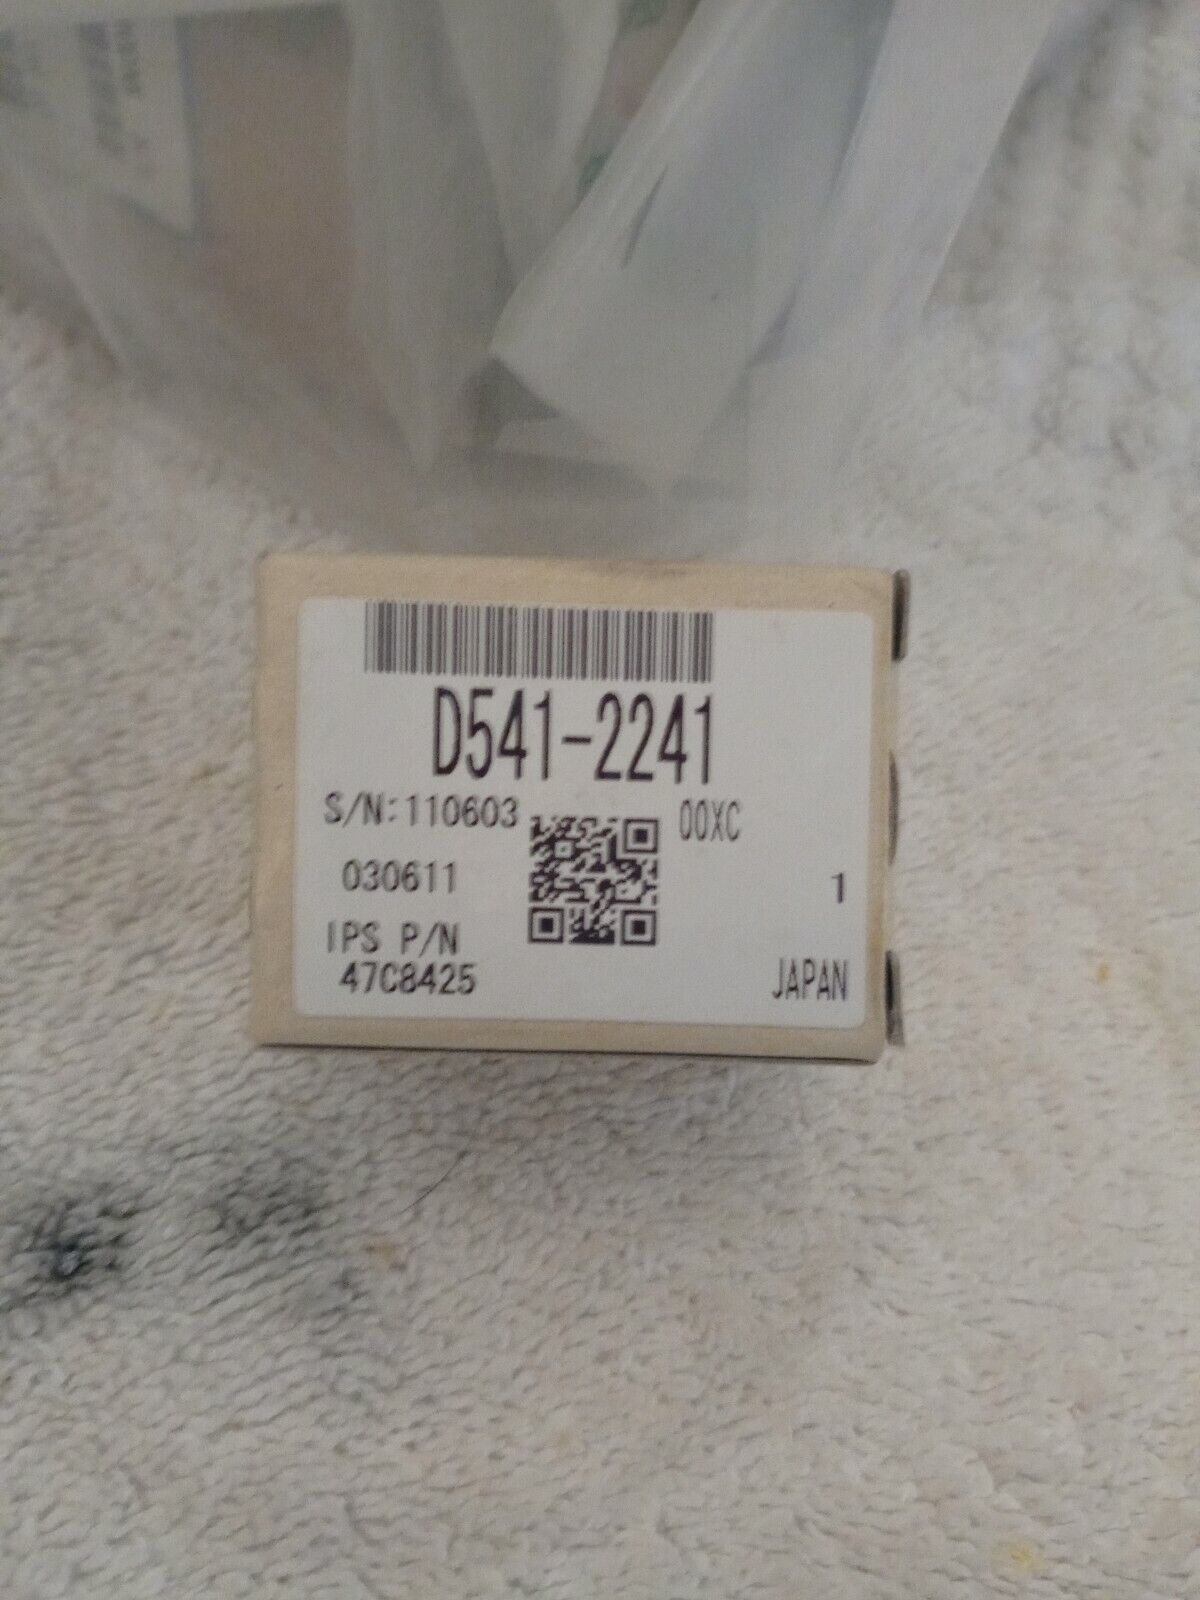 D541-2241
S/N:110603
00XC
030611
1
IPS P/N
47C8425
JAPAN